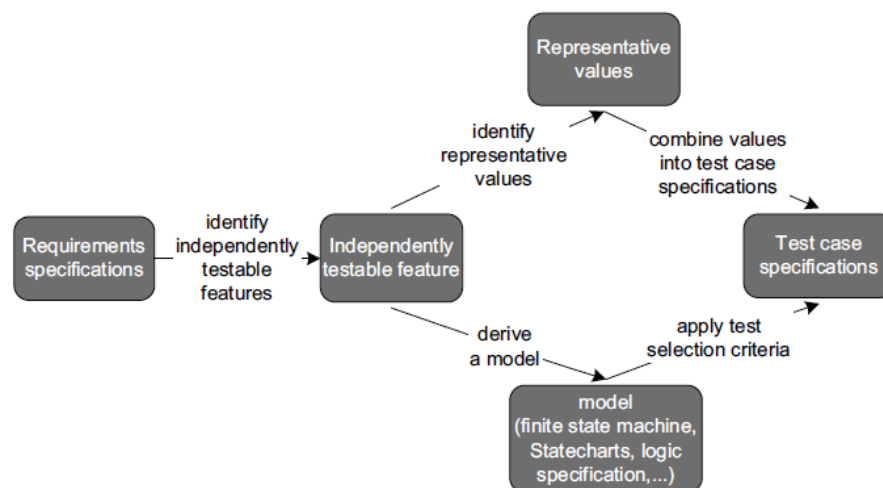 Representative
values
identify
representative
values
combine values
into test case
specifications
Requirements
specifications
identify
independently
testable
features
Independently
testable feature
Test case
specifications
derive
a model
apply test
selection criteria
model
(finite state machine,
Statecharts, logic
specification,...)